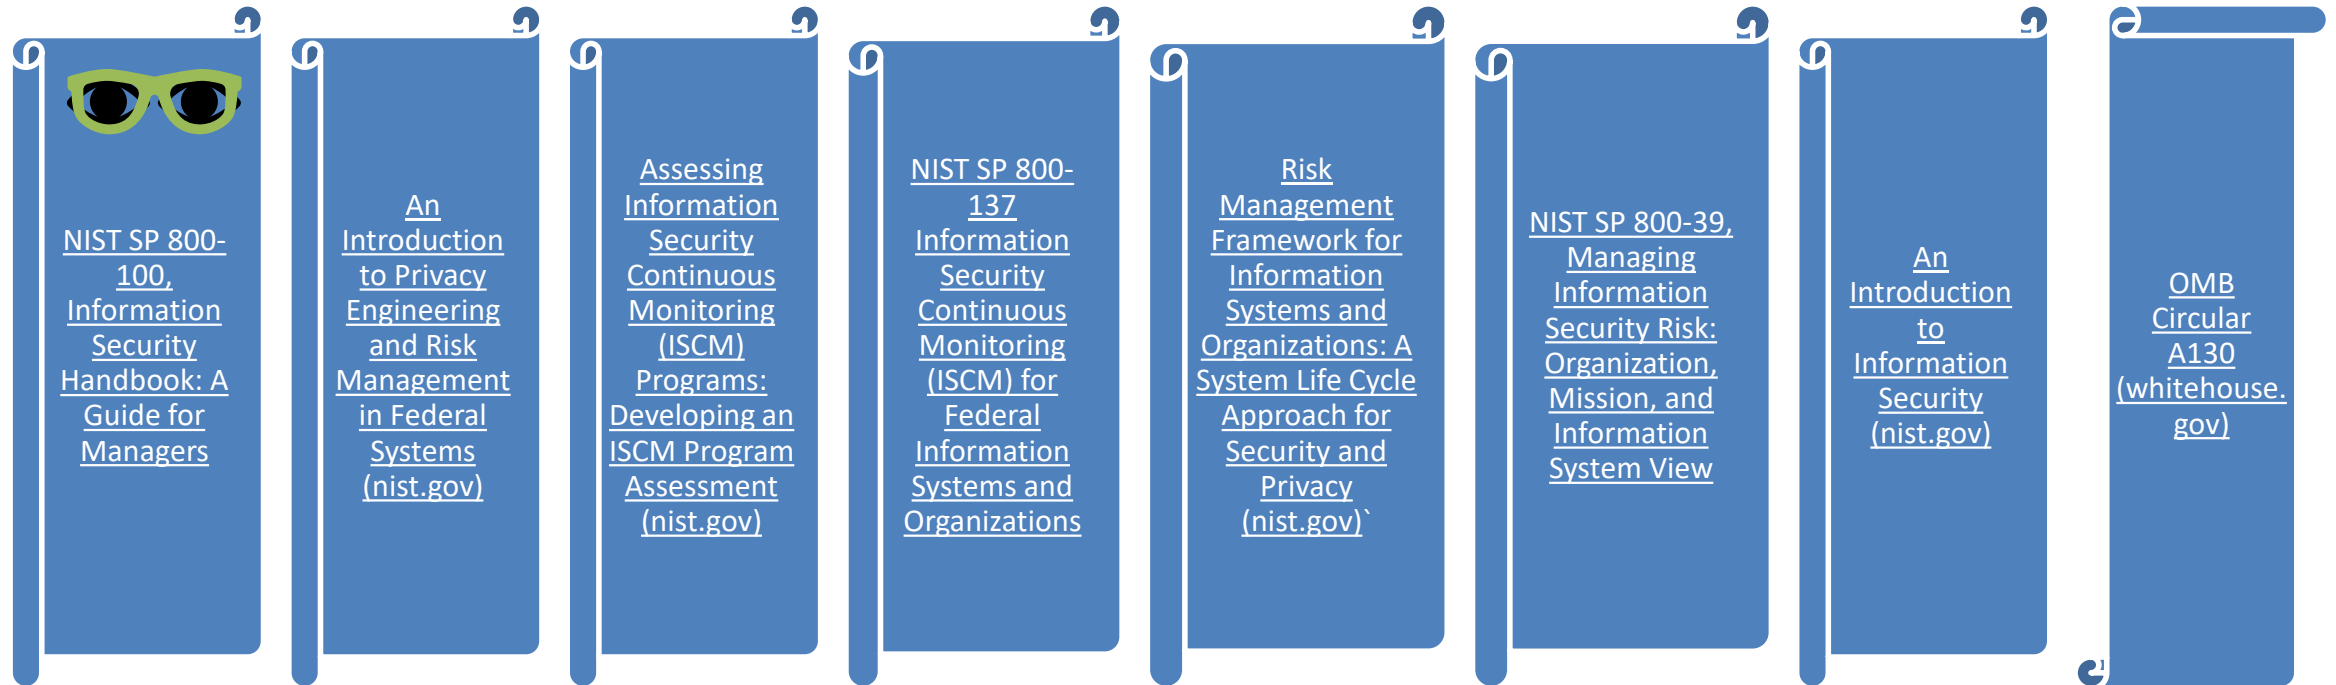 NIST SP 800-
100,
Information
Security
Handbook: A
Guide for
Managers
An
Introduction
to Privacy
Engineering
and Risk
Management
in Federal
Systems
(nist.gov)
Assessing
Information
Security
Continuous
Monitoring
(ISCM)
Programs:
Developing an
ISCM Program
Assessment
(nist.gov)
NIST SP 800-
137
Information
Security
Continuous
Monitoring
(ISCM) for
Federal
Information
Systems and
Organizations
Risk
Management
Framework for
Information
Systems and
Organizations: A
System Life Cycle
Approach for
Security and
Privacy
(nist.gov)`
NIST SP 800-39,
Managing
Information
Security Risk:
Organization,
Mission, and
Information
System View
An
Introduction
to
Information
Security
(nist.gov)
OMB
Circular
A130
(whitehouse.
gov)